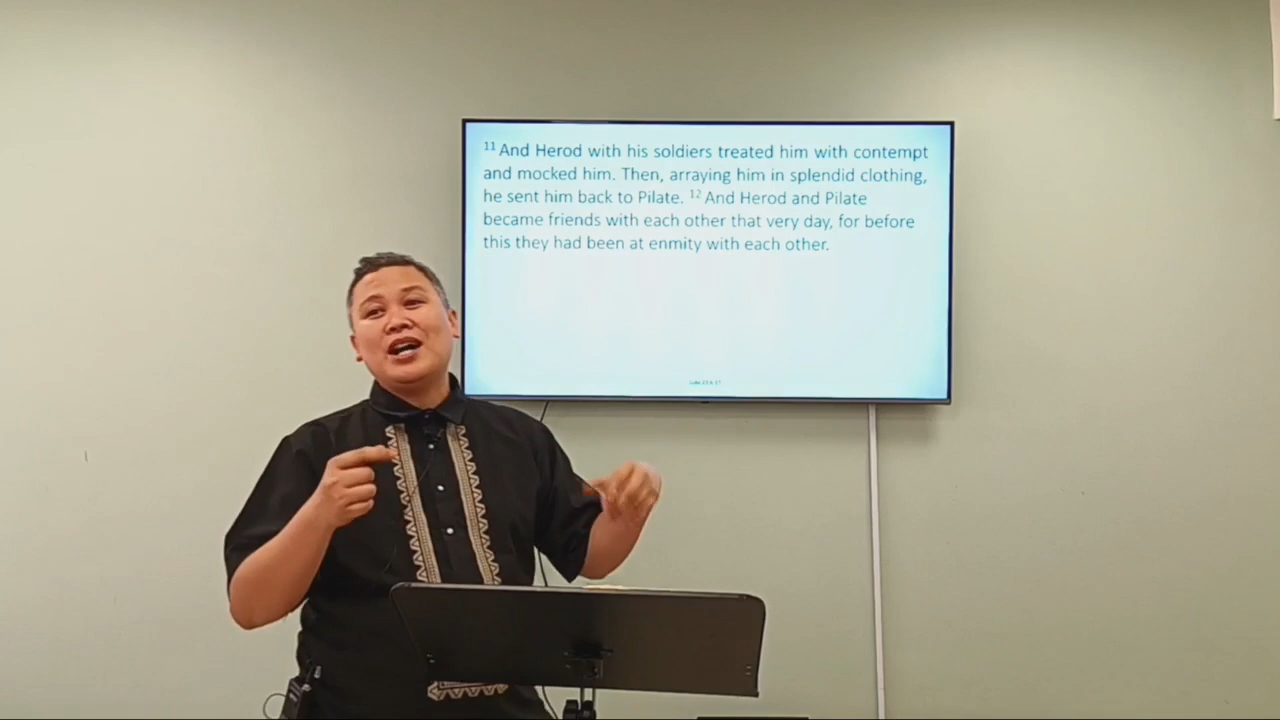 11 And Herod with his soldiers treated him with contempt
and mocked him. Then, arraying him in splendid clothing,
he sent him back to Pilate. 12 And Herod and Pilate
became friends with each other that very day, for before
this they had been at enmity with each other.